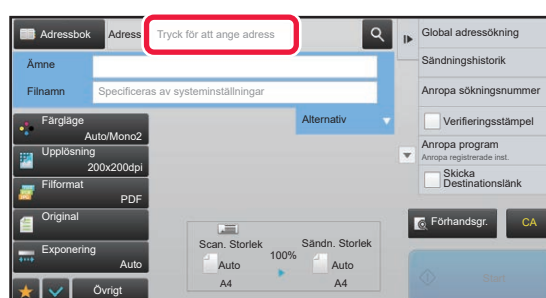 Adressbok Adress Tryck för att ange adress
Ämne
Filnamn Specificeras av systeminställningar
Alternativ
Färgläge
Auto/Mono2
Upplösning
200x200dpi
Filformat
PDF
Original
Exponering
Auto
Övrigt
Scan. Storlek
Auto
A4
100%
Sändn. Storlek
Auto
A4
Global adressökning
Sändningshistorik
Anropa sökningsnummer
Verifieringsstämpel
Anropa program
Anropa registrerade inst.
Skicka
Destinationslänk
Förhandsgr.
CA
Start